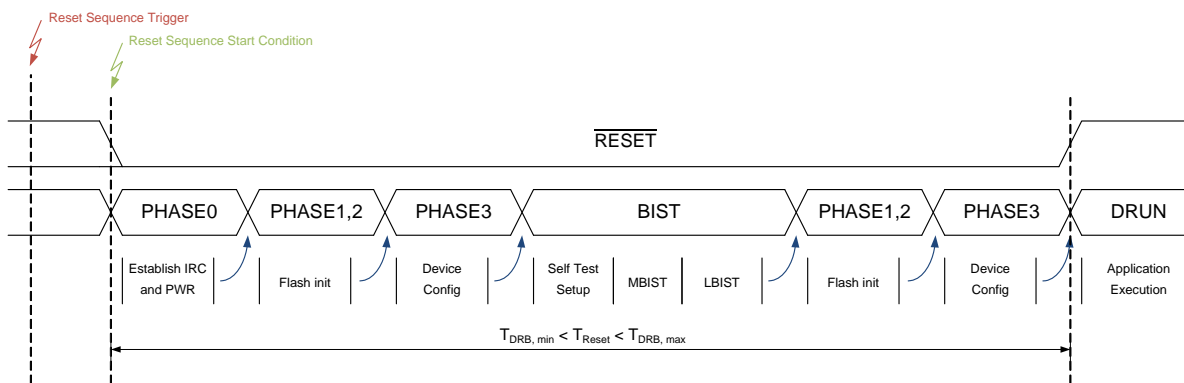 Reset Sequence Trigger
Reset Sequence Start Condition
RESET
PHASE0
PHASE1,2
PHASE3
BIST
PHASE1,2
PHASE3
DRUN
Establish IRC
and PWR
Flash init
Device
Config
Self Test
Setup
MBIST
LBIST
Flash init
Device
Config
Application
Execution
TDRB, min < TReset < TDRB, max